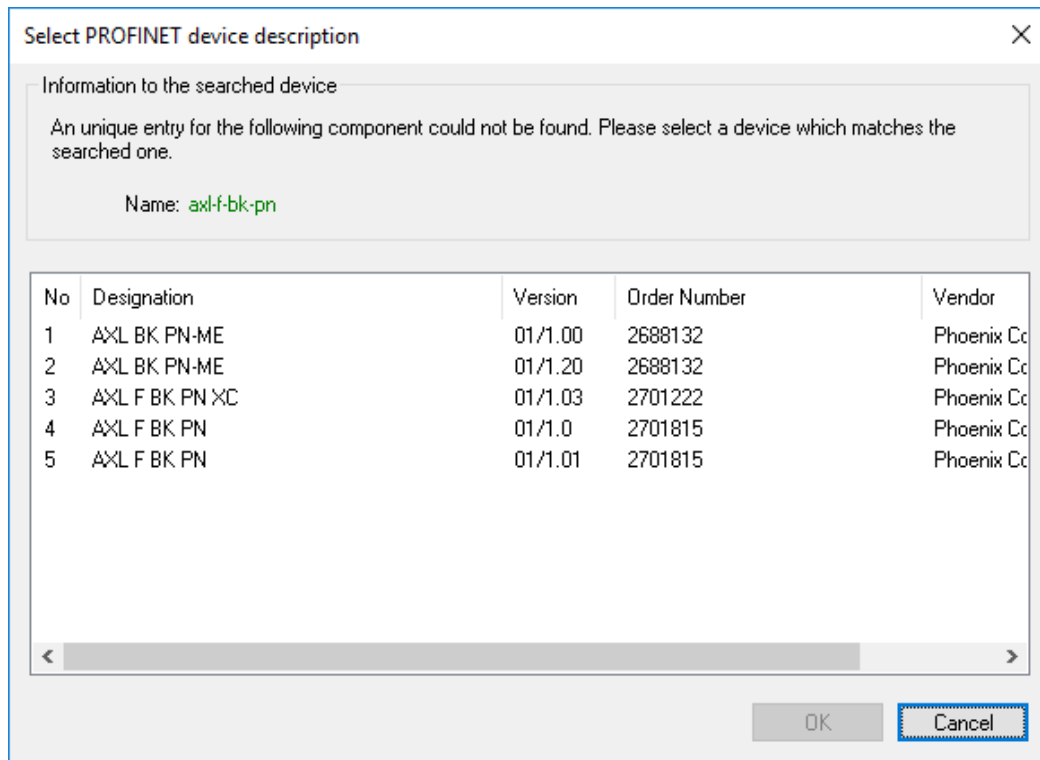 Select PROFINET device description
Information to the searched device
An unique entry for the following component could not be found. Please select a device which matches the
searched one.
Name: axl-f-bk-pn
No Designation Version Order Number Vendor
1 AXL BK PN-ME 01/1.00 2688132 Phoenix Co
2 AXL BK PN-ME 01/1.20 2688132 Phoenix Co
3 AXL F BK PN XC 01/1.03 2701222 Phoenix Co
4 AXL F BK PN 01/1.0 2701815 Phoenix Co
5 AXL F BK PN 01/1.01 2701815 Phoenix Co
OK Cancel